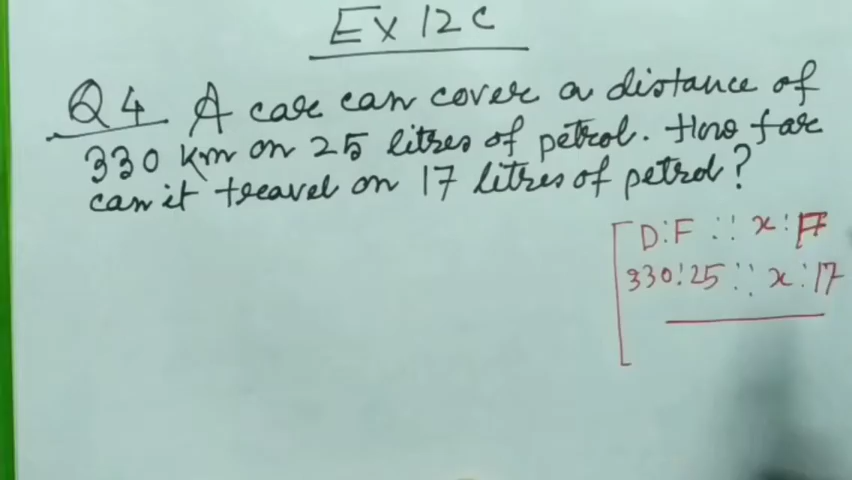 Ex 12C
Q4 A car can cover a distance of
330 km on 25 litres of petrol. How far
can it travel on 17 litres of petrol?
D:F :: x:F
330:25 :: x:17